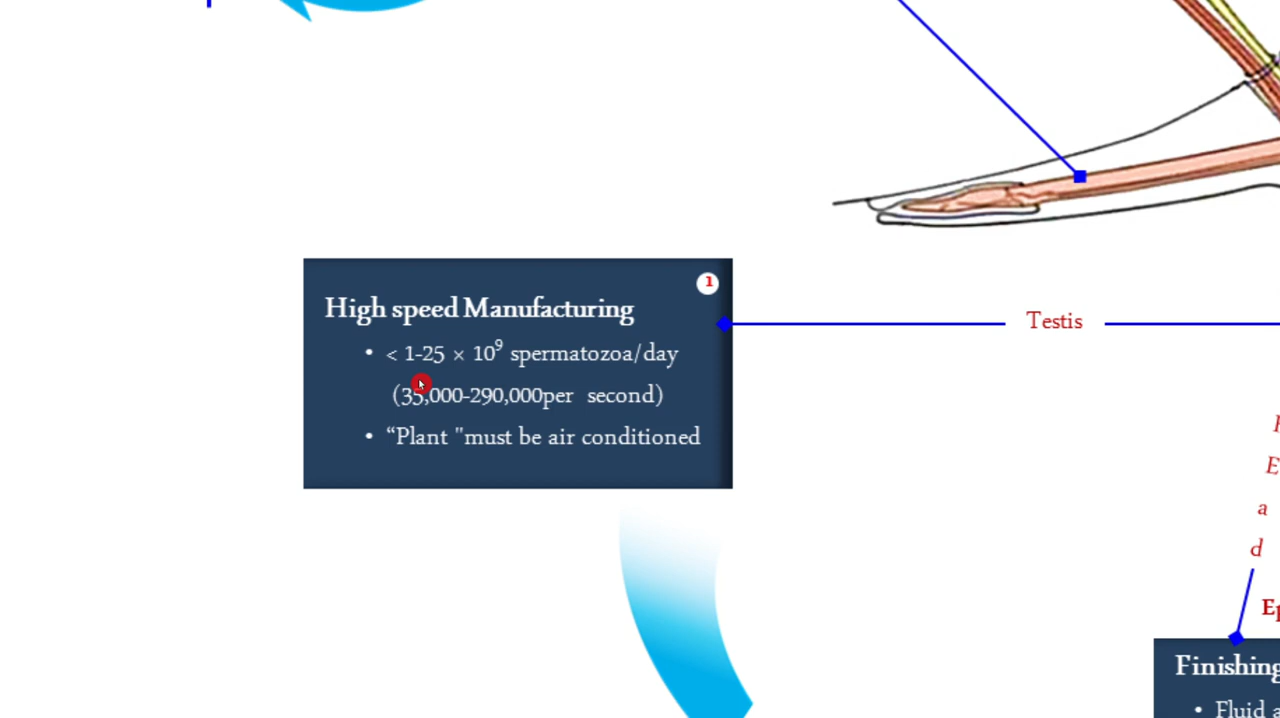 1
High speed Manufacturing
• < 1-25 × 10⁹ spermatozoa/day
(35,000-290,000per second)
• “Plant "must be air conditioned
Testis
E
a
d
Finishing
• Fluid